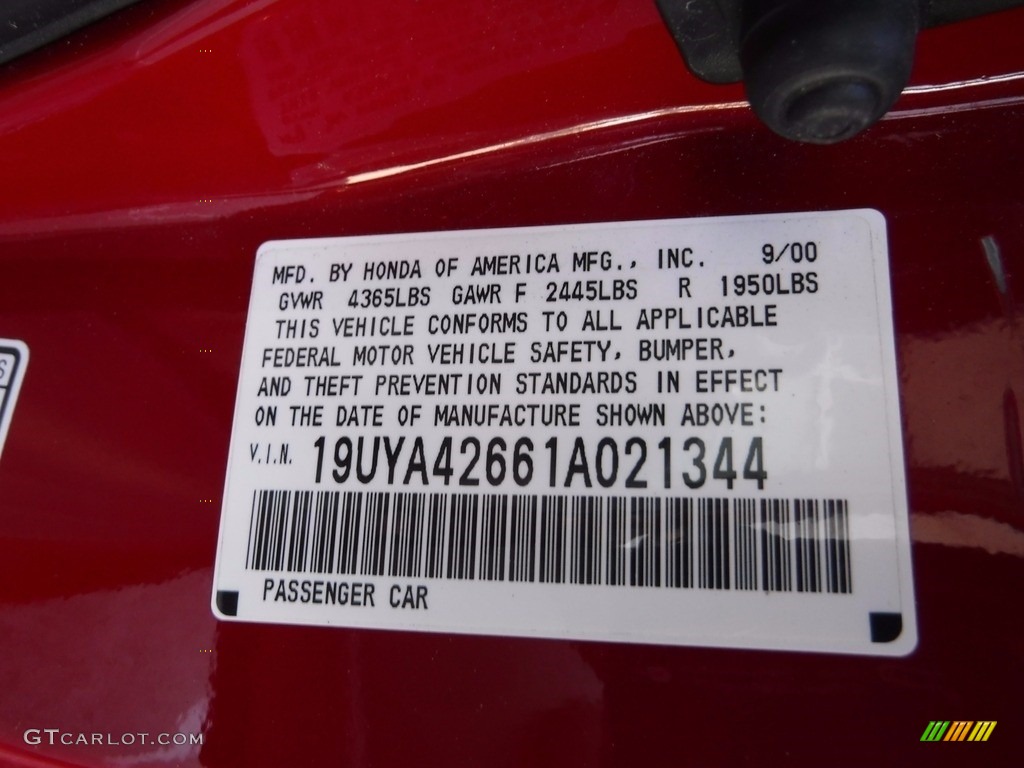 MFD. BY HONDA OF AMERICA MFG., INC. 9/00
GVWR 4365LBS GAWR F 2445LBS R 1950LBS
THIS VEHICLE CONFORMS TO ALL APPLICABLE
FEDERAL MOTOR VEHICLE SAFETY, BUMPER,
AND THEFT PREVENTION STANDARDS IN EFFECT
ON THE DATE OF MANUFACTURE SHOWN ABOVE:
V.I.N. 19UYA42661A021344
PASSENGER CAR
S
GTCARLOT.COM